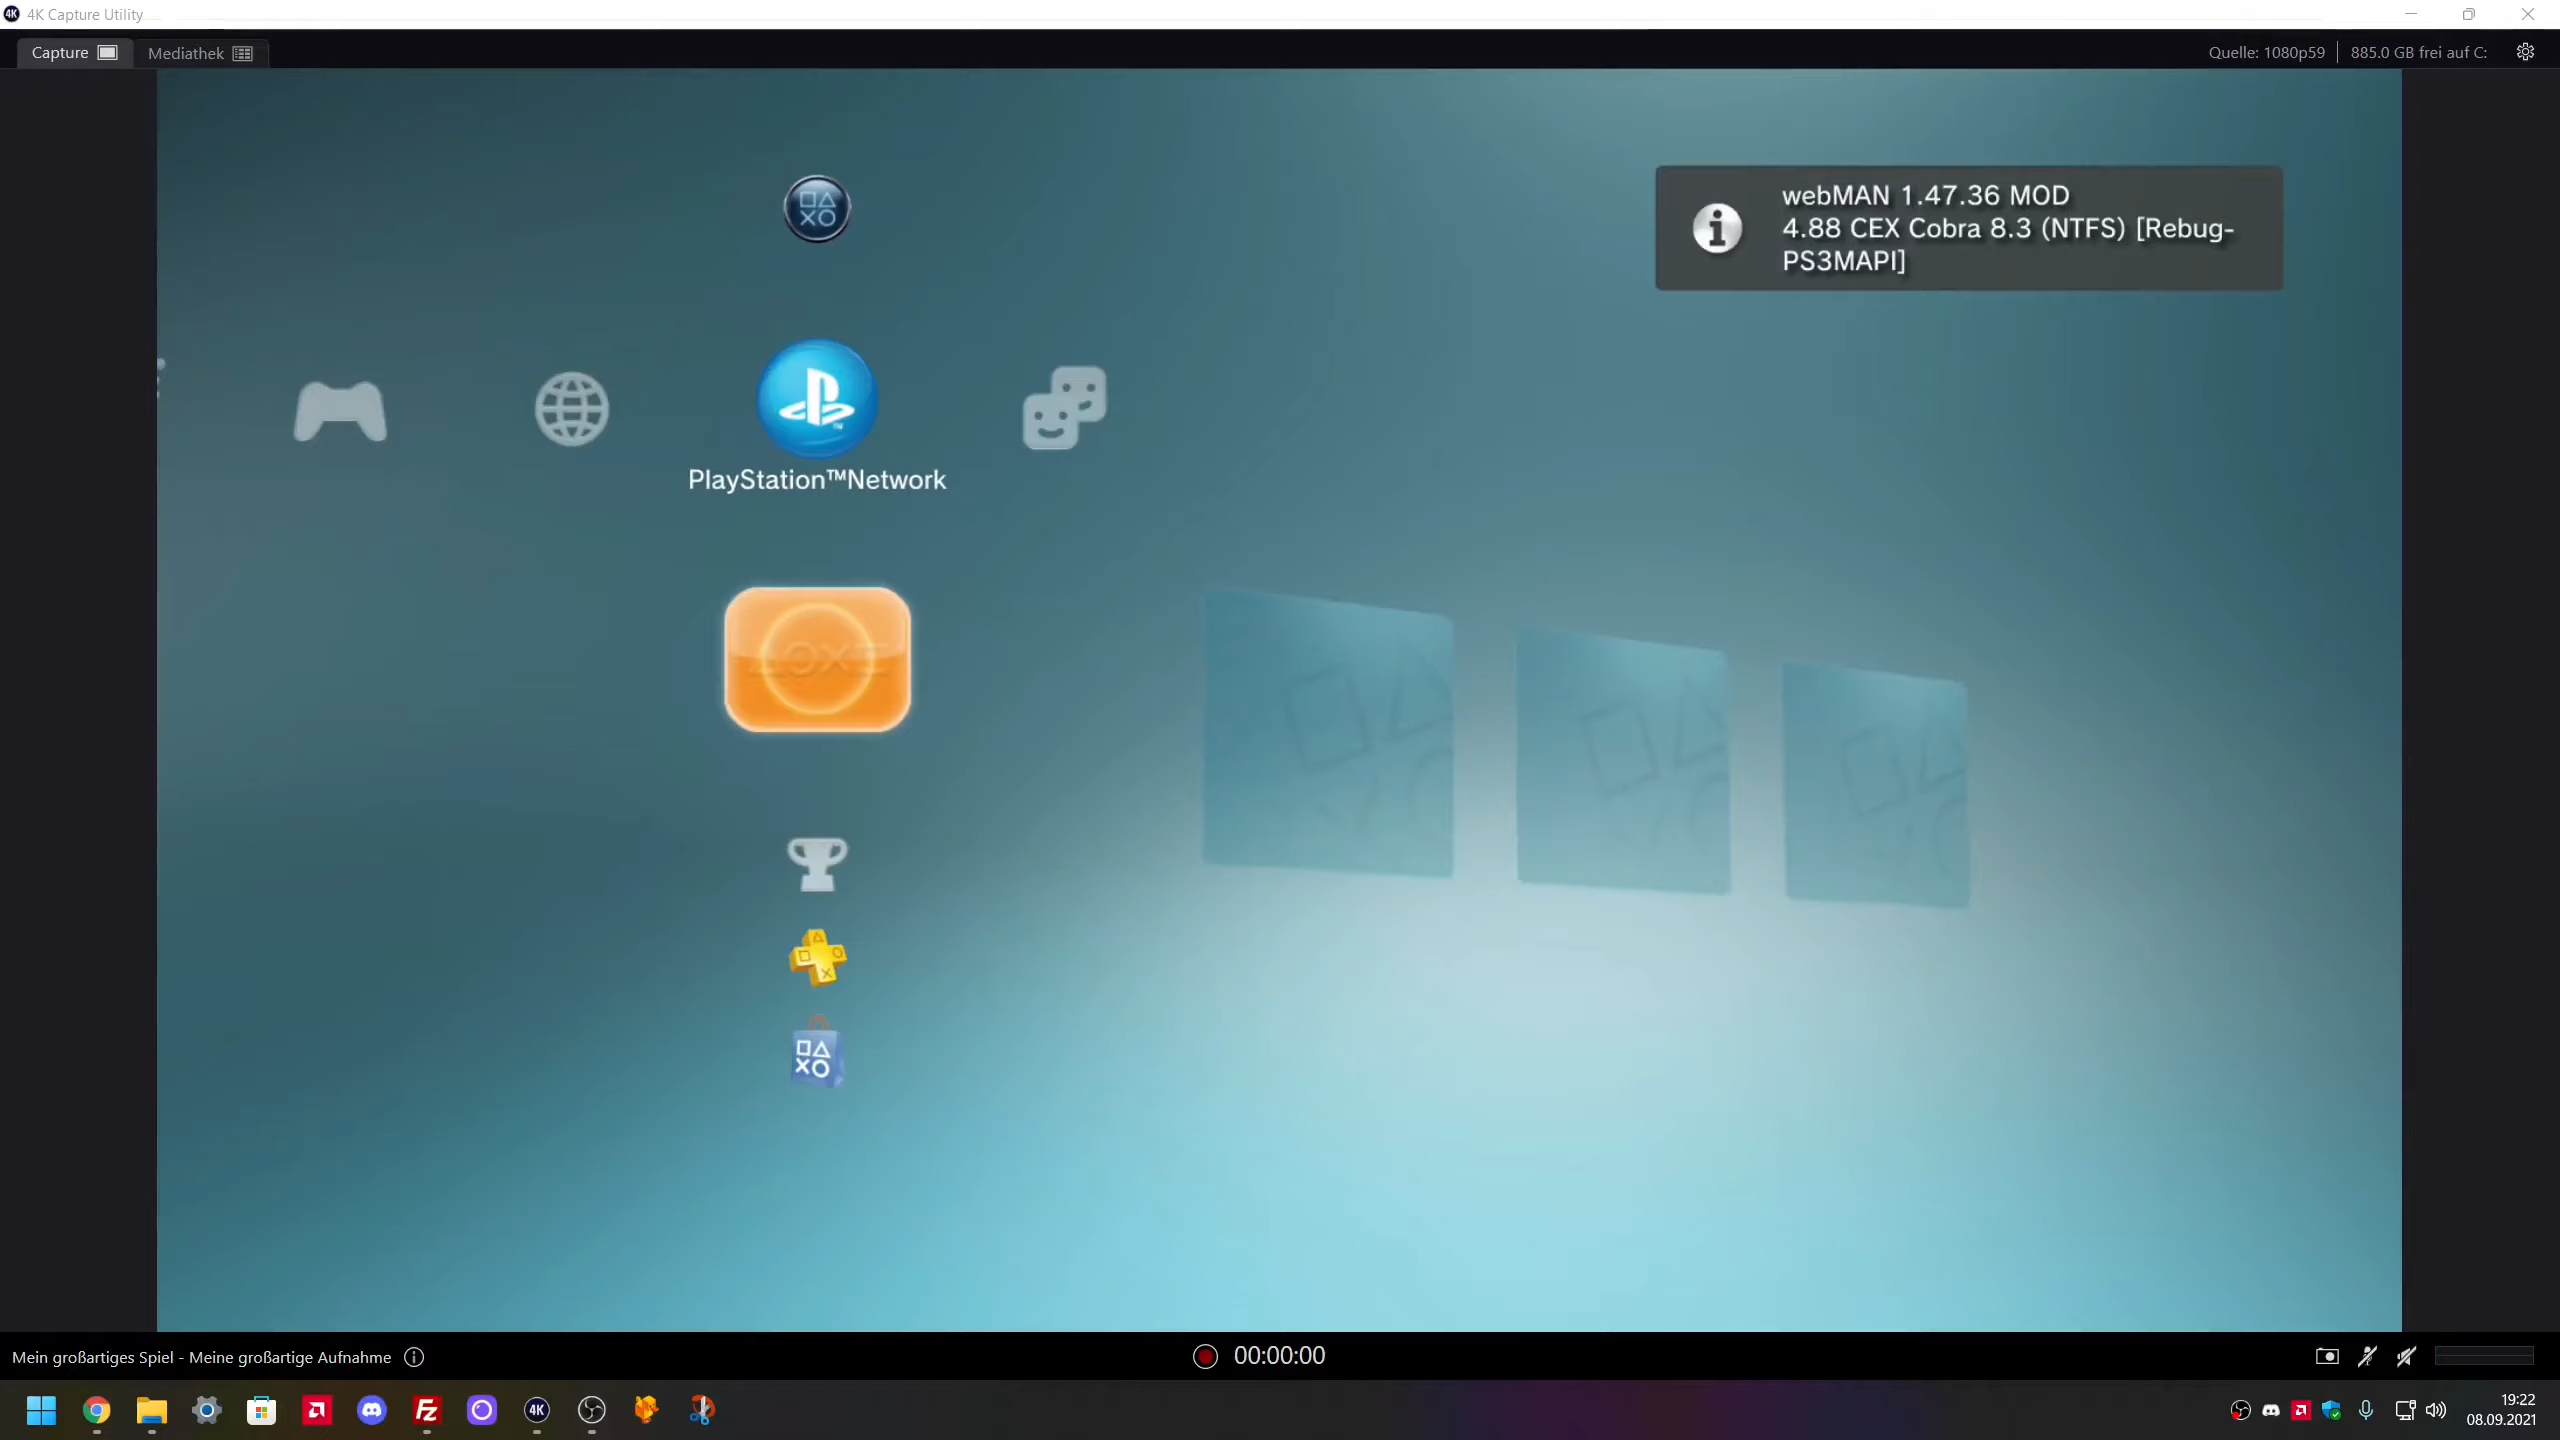 4K Capture Utility
Capture
Mediathek
Quelle: 1080p59
885.0 GB frei auf C:
webMAN 1.47.36 MOD
4.88 CEX Cobra 8.3 (NTFS) [Rebug-
PS3MAPI]
PlayStation™Network
Mein großartiges Spiel - Meine großartige Aufnahme
00:00:00
4K
19:22
08.09.2021